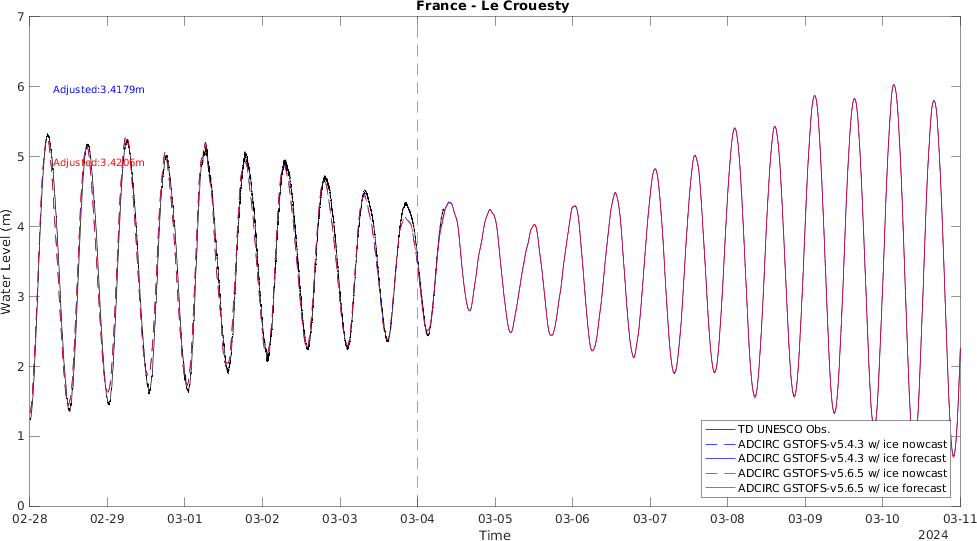 France - Le Crouesty
7
6
5
4
3
2
1
0
Water Level (m)
Adjusted:3.4179m
Adjusted:3.4206m
TD UNESCO Obs.
ADCIRC GSTOFS-v5.4.3 w/ ice nowcast
ADCIRC GSTOFS-v5.4.3 w/ ice forecast
ADCIRC GSTOFS-v5.6.5 w/ ice nowcast
ADCIRC GSTOFS-v5.6.5 w/ ice forecast
02-28 02-29 03-01 03-02 03-03 03-04 03-05 03-06 03-07 03-08 03-09 03-10 03-11
Time
2024